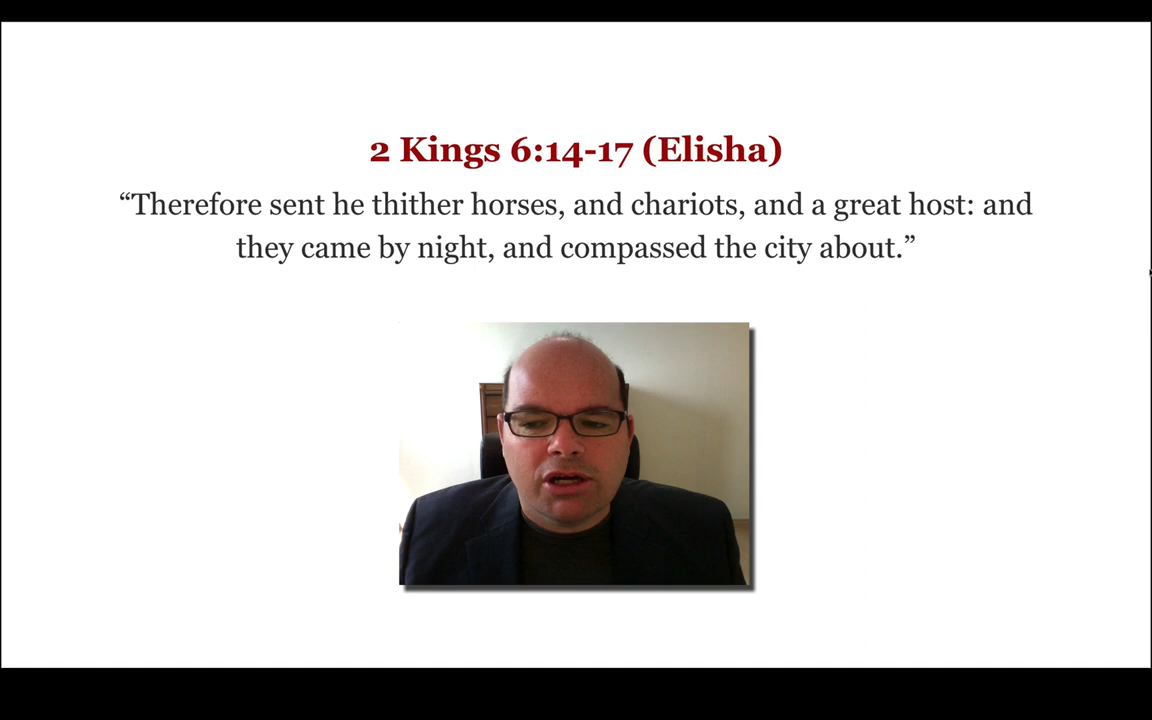 2 Kings 6:14-17 (Elisha)
“Therefore sent he thither horses, and chariots, and a great host: and
they came by night, and compassed the city about.”